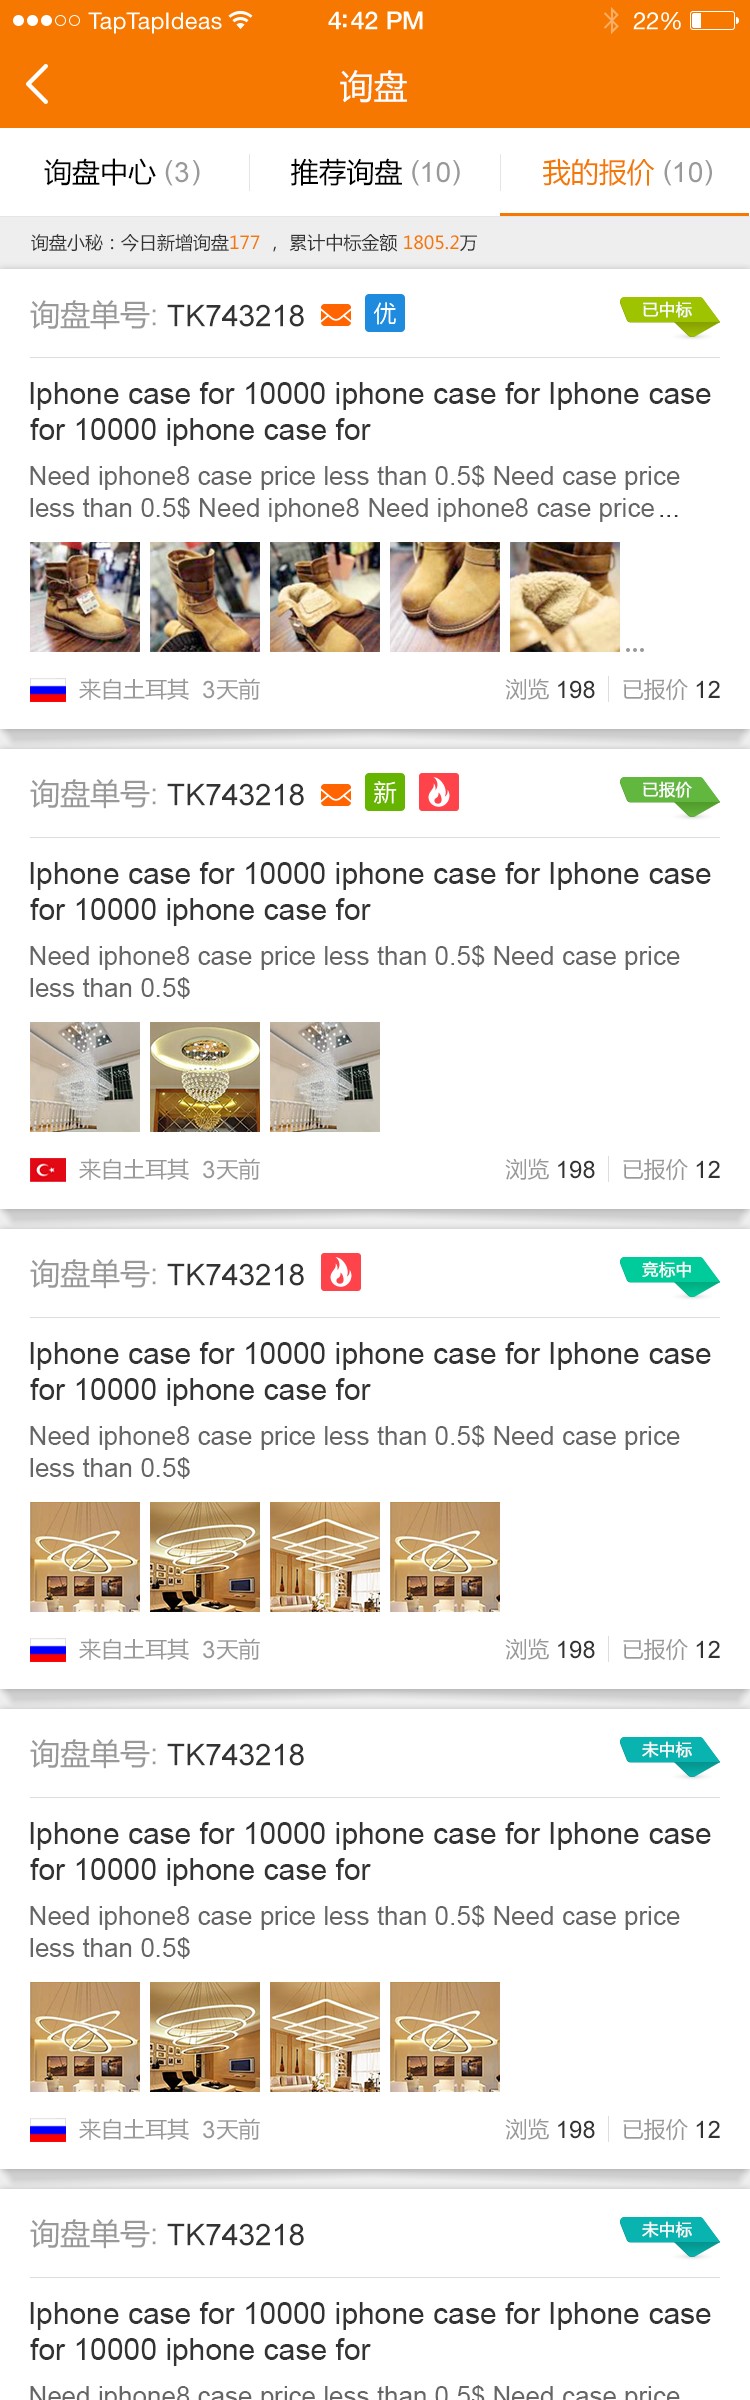 TapTapIdeas 4:42 PM 22%
询盘
询盘中心 (3) 推荐询盘 (10) 我的报价 (10)
询盘小秘：今日新增询盘177 ，累计中标金额 1805.2万
询盘单号: TK743218 优 已中标
Iphone case for 10000 iphone case for Iphone case
for 10000 iphone case for
Need iphone8 case price less than 0.5$ Need case price
less than 0.5$ Need iphone8 Need iphone8 case price...
...
来自土耳其 3天前 浏览 198 已报价 12
询盘单号: TK743218 新 已报价
Iphone case for 10000 iphone case for Iphone case
for 10000 iphone case for
Need iphone8 case price less than 0.5$ Need case price
less than 0.5$
来自土耳其 3天前 浏览 198 已报价 12
询盘单号: TK743218 竞标中
Iphone case for 10000 iphone case for Iphone case
for 10000 iphone case for
Need iphone8 case price less than 0.5$ Need case price
less than 0.5$
来自土耳其 3天前 浏览 198 已报价 12
询盘单号: TK743218 未中标
Iphone case for 10000 iphone case for Iphone case
for 10000 iphone case for
Need iphone8 case price less than 0.5$ Need case price
less than 0.5$
来自土耳其 3天前 浏览 198 已报价 12
询盘单号: TK743218 未中标
Iphone case for 10000 iphone case for Iphone case
for 10000 iphone case for
Need iphone8 case price less than 0.5$ Need case price